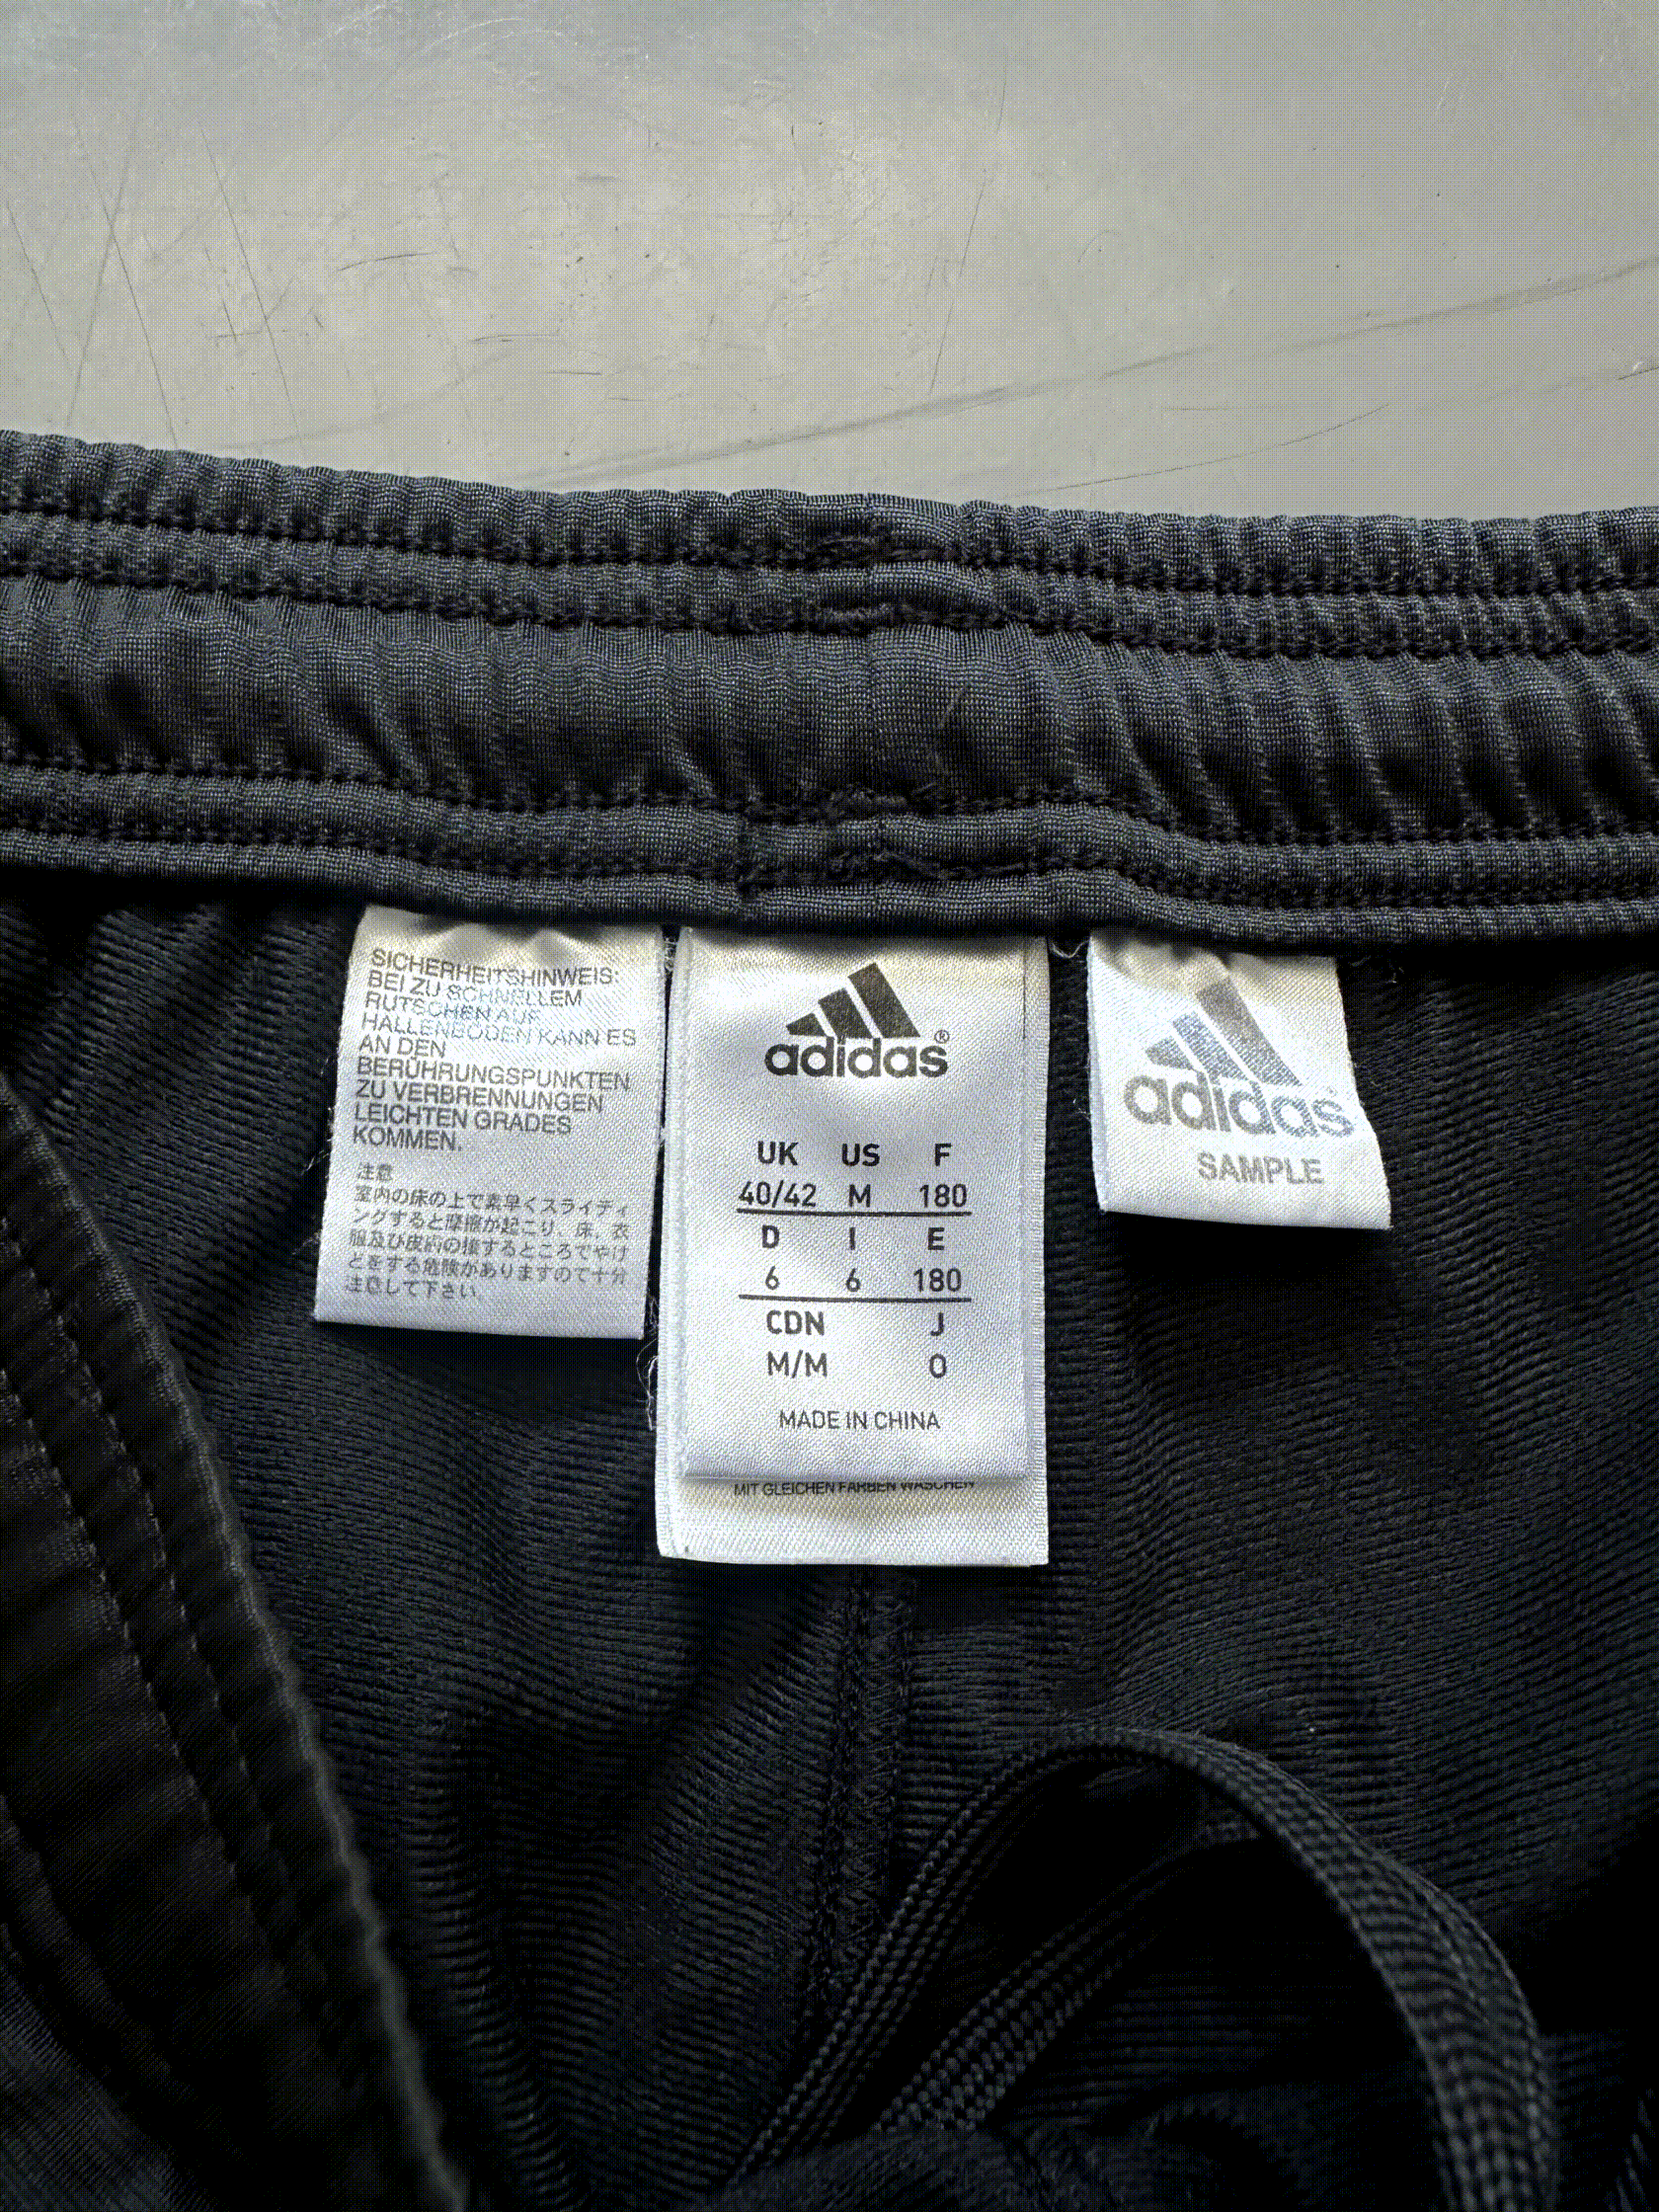 SICHERHEITSHINWEIS:
BEI ZU SCHNELLEM
RUTSCHEN AUF
HALLENBÖDEN KANN ES
AN DEN
BERÜHRUNGSPUNKTEN
ZU VERBRENNUNGEN
LEICHTEN GRADES
KOMMEN.
注意
室内の床の上で素早くスライディ
ングすると摩擦が起こり、床、衣
服及び皮膚の接するところでやけ
どをする危険がありますので十分
注意して下さい。
adidas®
UK US F
40/42 M 180
D I E
6 6 180
CDN J
M/M O
MADE IN CHINA
MIT GLEICHEN FARBEN WASCHEN
adidas®
SAMPLE